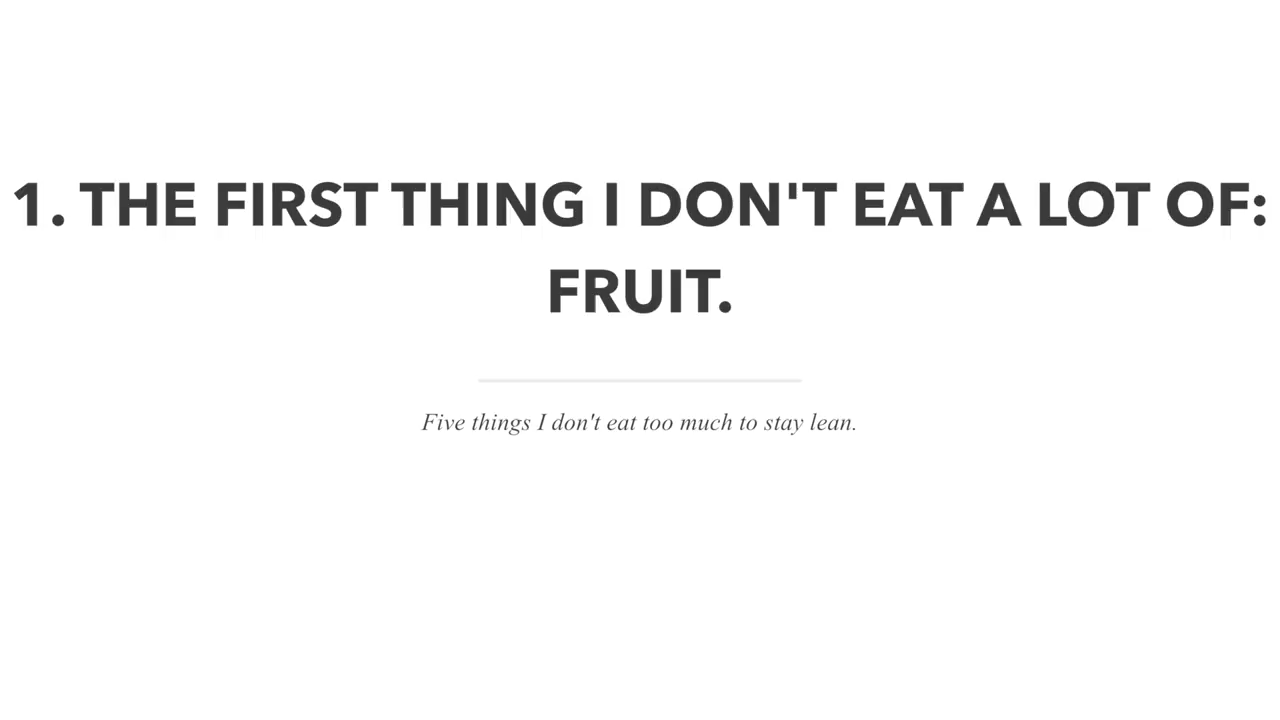 1. THE FIRST THING I DON'T EAT A LOT OF:
FRUIT.
Five things I don't eat too much to stay lean.